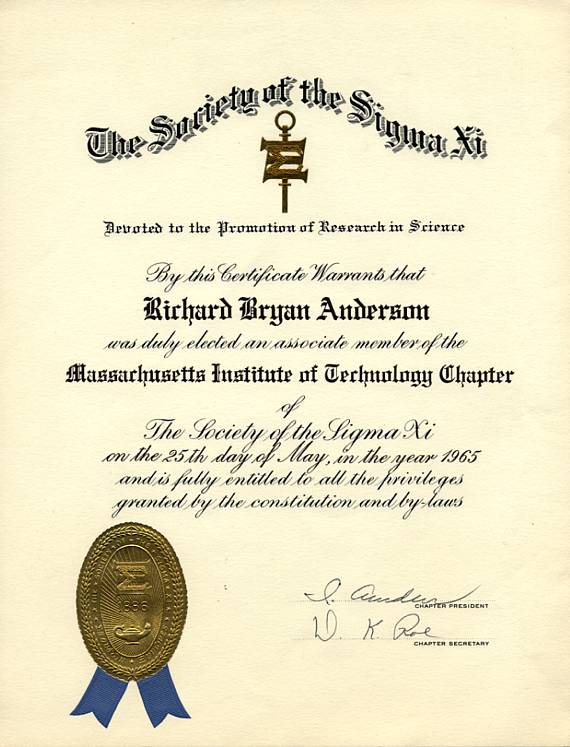 The Society of the Sigma Xi
Devoted to the Promotion of Research in Science
By this Certificate Warrants that
Richard Bryan Anderson
was duly elected an associate member of the
Massachusetts Institute of Technology Chapter
of
The Society of the Sigma Xi
on the 25th day of May, in the year 1965
and is fully entitled to all the privileges
granted by the constitution and by-laws
1886
CHAPTER PRESIDENT
D. K. Roe
CHAPTER SECRETARY